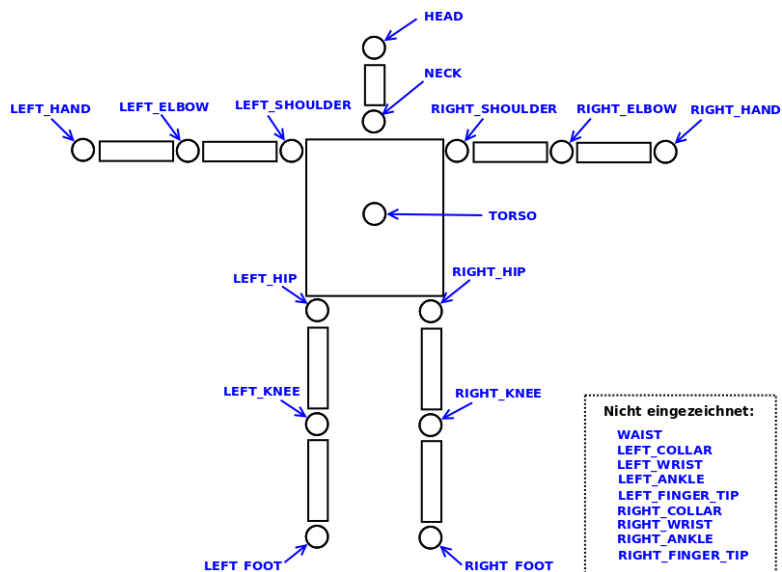 HEAD
NECK
LEFT_HAND
LEFT_ELBOW
LEFT_SHOULDER
RIGHT_SHOULDER
RIGHT_ELBOW
RIGHT_HAND
TORSO
LEFT_HIP
RIGHT_HIP
LEFT_KNEE
RIGHT_KNEE
LEFT_FOOT
RIGHT_FOOT
Nicht eingezeichnet:
WAIST
LEFT_COLLAR
LEFT_WRIST
LEFT_ANKLE
LEFT_FINGER_TIP
RIGHT_COLLAR
RIGHT_WRIST
RIGHT_ANKLE
RIGHT_FINGER_TIP